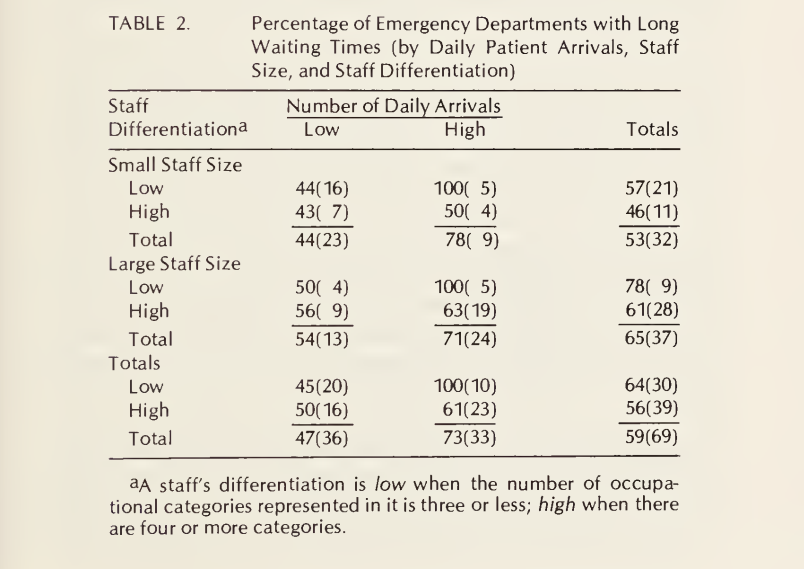 TABLE 2. Percentage of Emergency Departments with Long
Waiting Times (by Daily Patient Arrivals, Staff
Size, and Staff Differentiation)
Staff Number of Daily Arrivals
Differentiationa Low High Totals
Small Staff Size
Low 44(16) 100( 5) 57(21)
High 43( 7) 50( 4) 46(11)
Total 44(23) 78( 9) 53(32)
Large Staff Size
Low 50( 4) 100( 5) 78( 9)
High 56( 9) 63(19) 61(28)
Total 54(13) 71(24) 65(37)
Totals
Low 45(20) 100(10) 64(30)
High 50(16) 61(23) 56(39)
Total 47(36) 73(33) 59(69)
aA staff's differentiation is low when the number of occupa-
tional categories represented in it is three or less; high when there
are four or more categories.